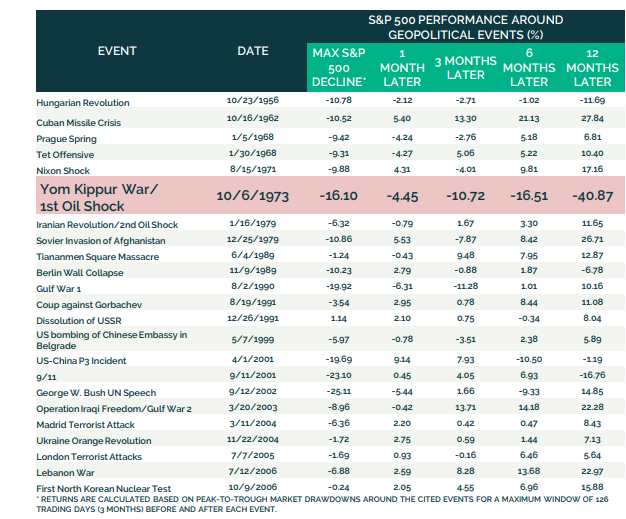 S&P 500 PERFORMANCE AROUND
GEOPOLITICAL EVENTS (%)
EVENT DATE MAX S&P 500 DECLINE* 1 MONTH LATER 3 MONTHS LATER 6 MONTHS LATER 12 MONTHS LATER
Hungarian Revolution 10/23/1956 -10.78 -2.12 -2.71 -1.02 -11.69
Cuban Missile Crisis 10/16/1962 -10.52 5.40 13.30 21.13 27.84
Prague Spring 1/5/1968 -9.42 -4.24 -2.76 5.18 6.81
Tet Offensive 1/30/1968 -9.31 -4.27 5.06 5.22 10.40
Nixon Shock 8/15/1971 -9.88 4.31 -4.01 9.81 17.16
Yom Kippur War/
1st Oil Shock 10/6/1973 -16.10 -4.45 -10.72 -16.51 -40.87
Iranian Revolution/2nd Oil Shock 1/16/1979 -6.32 -0.79 1.67 3.30 11.65
Sovier Invasion of Afghanistan 12/25/1979 -10.86 5.53 -7.87 8.42 26.71
Tiananmen Square Massacre 6/4/1989 -1.24 -0.43 9.48 7.95 12.87
Berlin Wall Collapse 11/9/1989 -10.23 2.79 -0.88 1.87 -6.78
Gulf War 1 8/2/1990 -19.92 -6.31 -11.28 1.01 10.16
Coup against Gorbachev 8/19/1991 -3.54 2.95 0.78 8.44 11.08
Dissolution of USSR 12/26/1991 1.14 2.10 0.75 -0.34 8.04
US bombing of Chinese Embassy in
Belgrade 5/7/1999 -5.97 -0.78 -3.51 2.38 5.89
US-China P3 Incident 4/1/2001 -19.69 9.14 7.93 -10.50 -1.19
9/11 9/11/2001 -23.10 0.45 4.05 6.93 -16.76
George W. Bush UN Speech 9/12/2002 -25.11 -5.44 1.66 -9.33 14.85
Operation Iraqi Freedom/Gulf War 2 3/20/2003 -8.96 -0.42 13.71 14.18 22.28
Madrid Terrorist Attack 3/11/2004 -6.36 2.20 0.42 0.47 8.43
Ukraine Orange Revolution 11/22/2004 -1.72 2.75 0.59 1.44 7.13
London Terrorist Attacks 7/7/2005 -1.69 0.93 -0.16 6.46 5.64
Lebanon War 7/12/2006 -6.88 2.59 8.28 13.68 22.97
First North Korean Nuclear Test 10/9/2006 -0.24 2.05 4.55 6.96 15.88
* RETURNS ARE CALCULATED BASED ON PEAK-TO-TROUGH MARKET DRAWDOWNS AROUND THE CITED EVENTS FOR A MAXIMUM WINDOW OF 126
TRADING DAYS (3 MONTHS) BEFORE AND AFTER EACH EVENT.